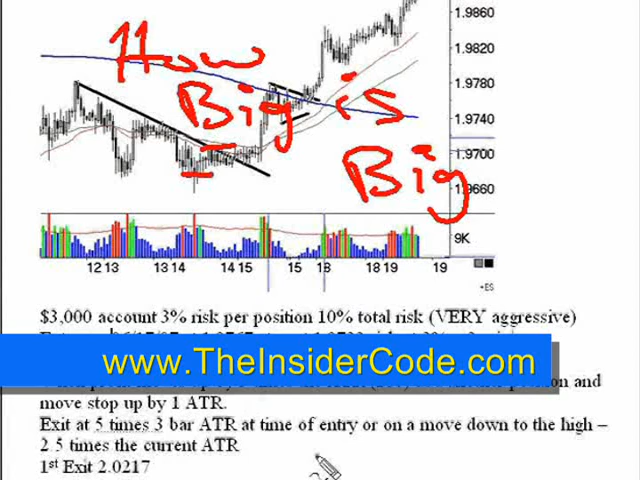 1.9860
How
1.9820
1.9780
Big is
1.9740
1.9700
Big
1.9660
9K
12 13 13 14 14 15 15 18 18 19 19
+ES
$3,000 account 3% risk per position 10% total risk (VERY aggressive)
www.TheInsiderCode.com
and
move stop up by 1 ATR.
Exit at 5 times 3 bar ATR at time of entry or on a move down to the high –
2.5 times the current ATR
1st Exit 2.0217